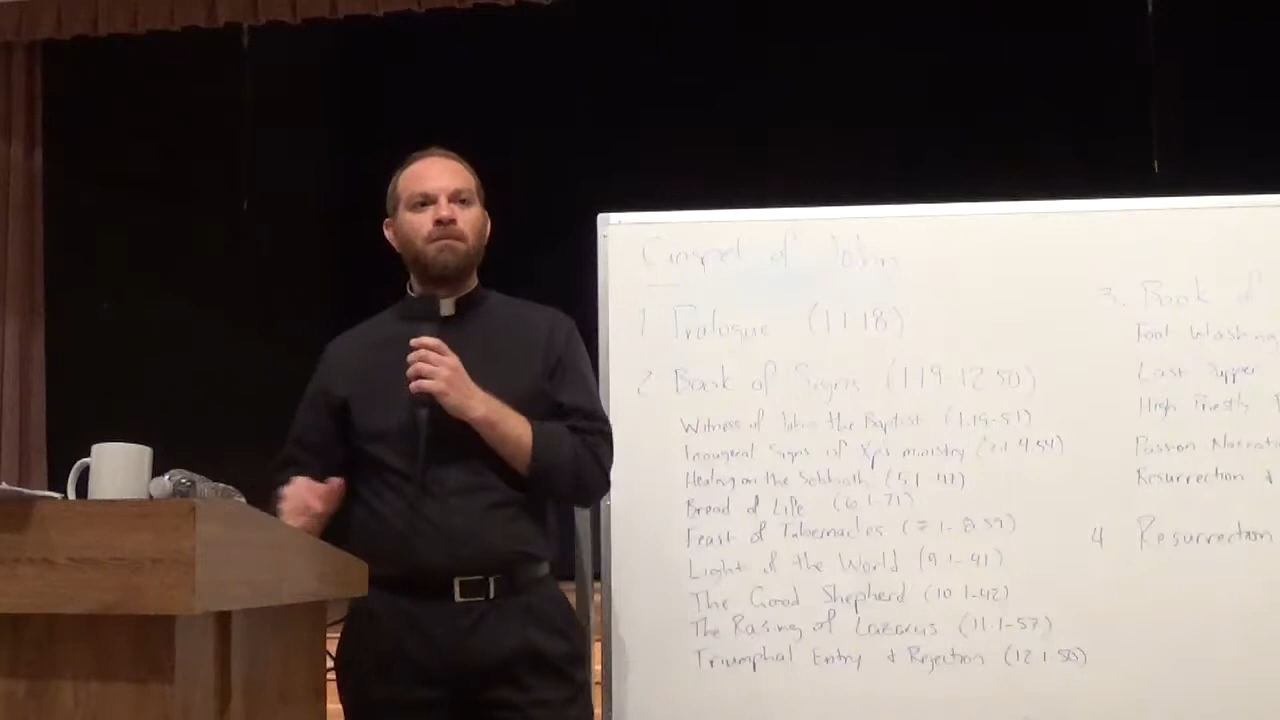 Gospel of John
1 Prologue (1:1-18)
2 Book of Signs (1:19-12:50)
Witness of John the Baptist (1:19-51)
Inaugural Signs of Xp's ministry (2:1-4:54)
Healing on the Sabbath (5:1-47)
Bread of Life (6:1-71)
Feast of Tabernacles (7:1-8:59)
Light of the World (9:1-41)
The Good Shepherd (10:1-42)
The Raising of Lazarus (11:1-57)
Triumphal Entry & Rejection (12:1-50)
3. Book of
Foot Washing
Last Supper
High Priestly
Passion
Resurrection &
4 Resurrection